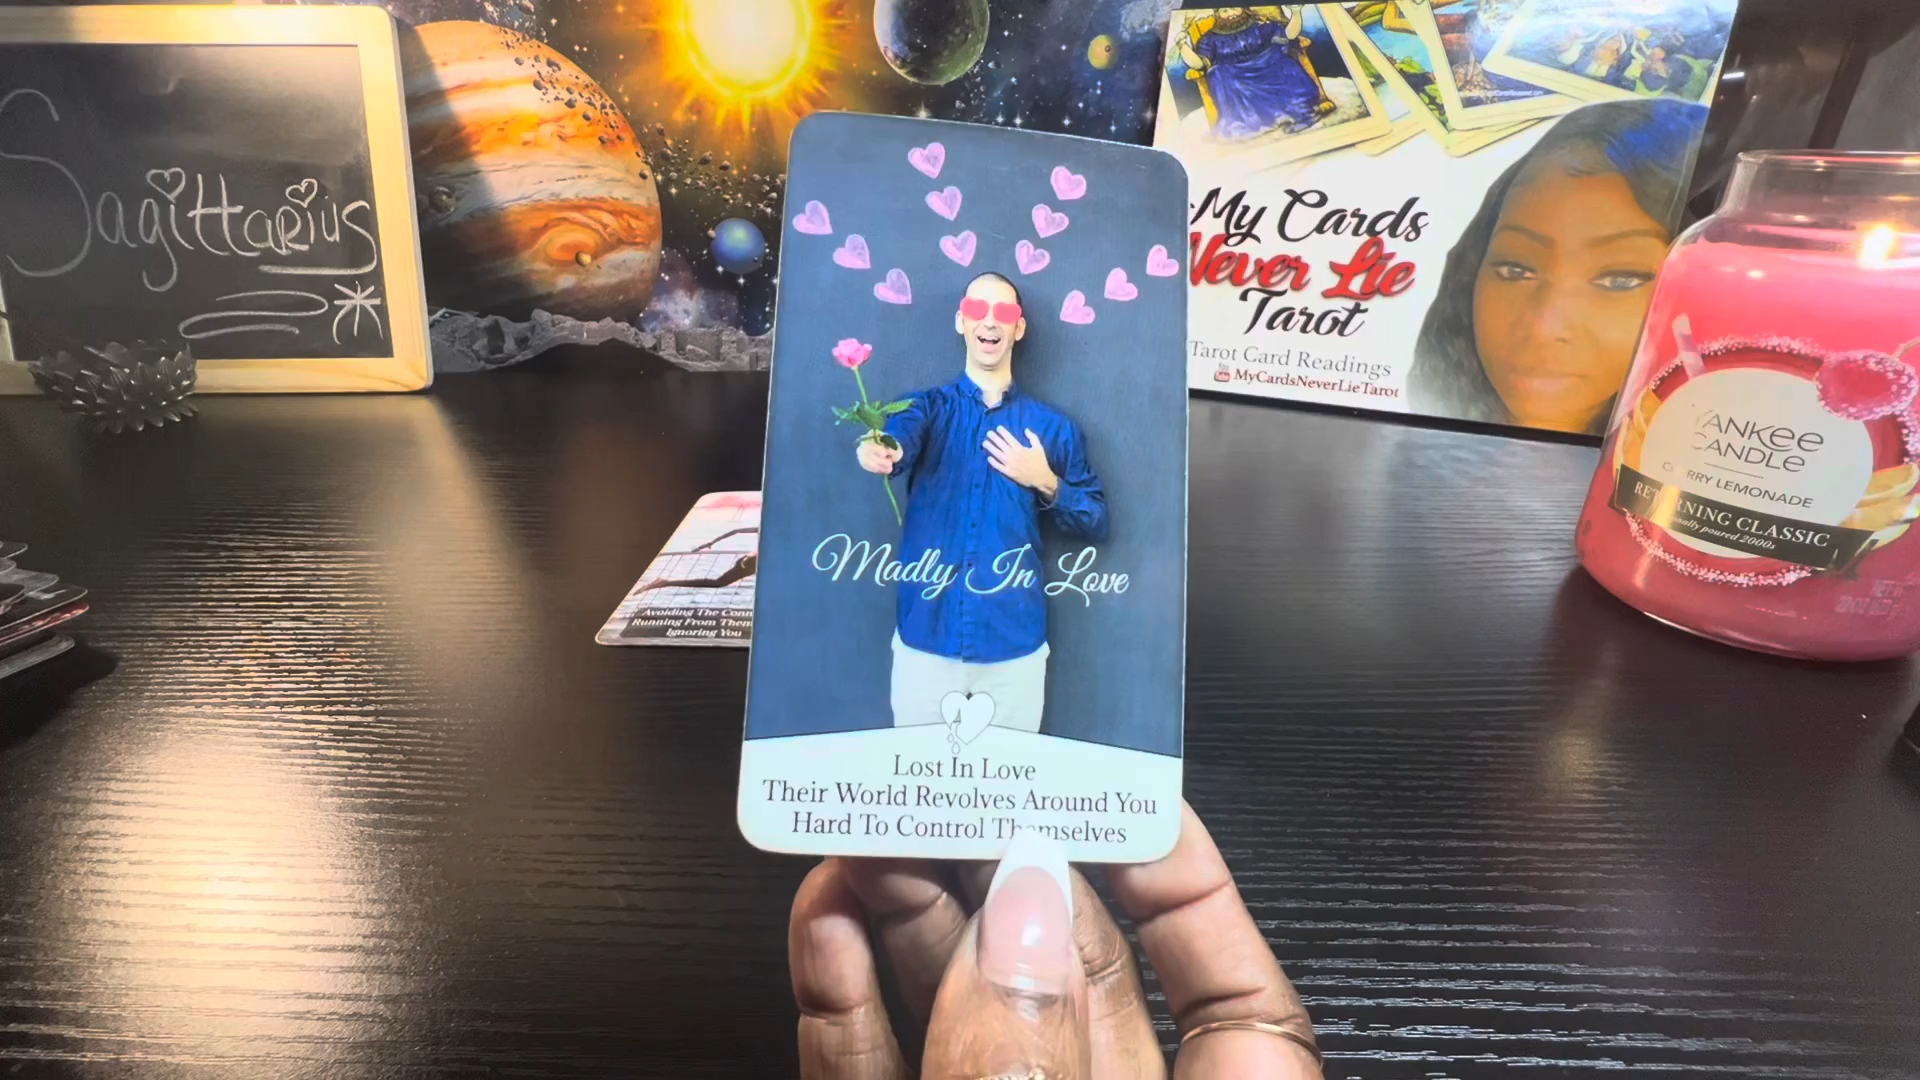 Sagittarius
My Cards
Never Lie
Tarot
Tarot Card Readings
You
Tube
MyCardsNeverLieTarot
YANKEE
CANDLE
CHERRY LEMONADE
RETURNING CLASSIC
poured 2000s
Madly In Love
Avoiding The
Running From Them
Ignoring You
Lost In Love
Their World Revolves Around You
Hard To Control Themselves